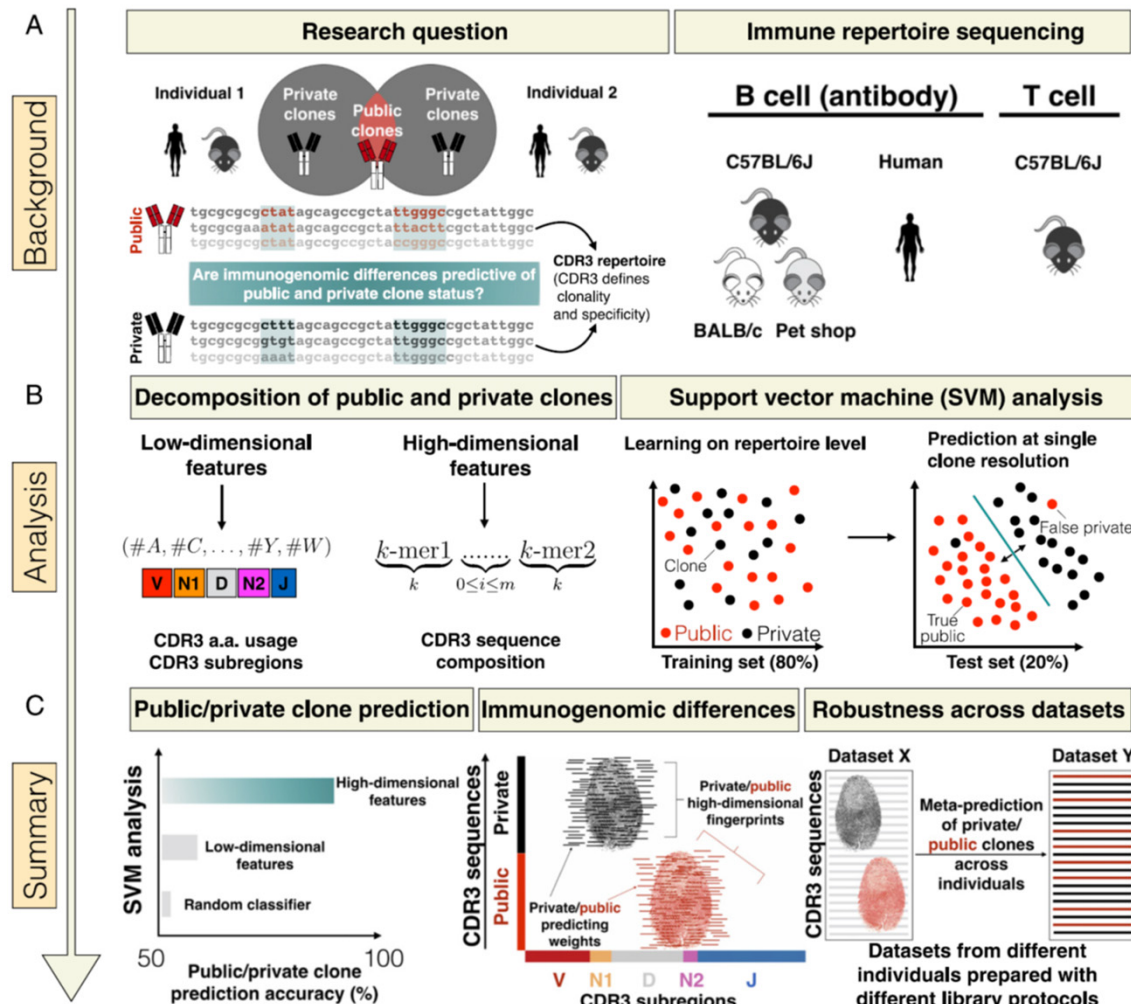 A
Background
Research question
Immune repertoire sequencing
Individual 1
Private
clones
Public
clones
Private
clones
Individual 2
Public
tgcgcgcgctatagcagccgctattgggccgctattggc
tgcgcgaaatatagcagccgctattacttcgctattggc
tgcgcgcgctatagcagccgctaccgggccgctattggc
Are immunogenomic differences predictive of
public and private clone status?
CDR3 repertoire
(CDR3 defines
clonality
and specificity)
Private
tgcgcgcgctttagcagccgctattgggccgctattggc
tgcgcgcggtgtagcagccgctattgggccgctattggc
tgcgcgcgaaatagcagccgctattgggccgctattggc
B cell (antibody)
T cell
C57BL/6J
Human
C57BL/6J
BALB/c
Pet shop
B
Analysis
Decomposition of public and private clones
Support vector machine (SVM) analysis
Low-dimensional
features
(#A, #C, . . . , #Y, #W)
V N1 D N2 J
CDR3 a.a. usage
CDR3 subregions
High-dimensional
features
k-mer1 ....... k-mer2
k 0≤i≤m k
CDR3 sequence
composition
Learning on repertoire level
Clone
Public Private
Training set (80%)
Prediction at single
clone resolution
False private
True
public
Test set (20%)
C
Summary
Public/private clone prediction
Immunogenomic differences
Robustness across datasets
SVM analysis
High-dimensional
features
Low-dimensional
features
Random classifier
50
100
Public/private clone
prediction accuracy (%)
CDR3 sequences
Private
Public
Private/public
high-dimensional
fingerprints
Private/public
predicting
weights
V N1 D N2 J
CDR3 subregions
Dataset X
Dataset Y
CDR3 sequences
Meta-prediction
of private/
public clones
across
individuals
Datasets from different
individuals prepared with
different library protocols